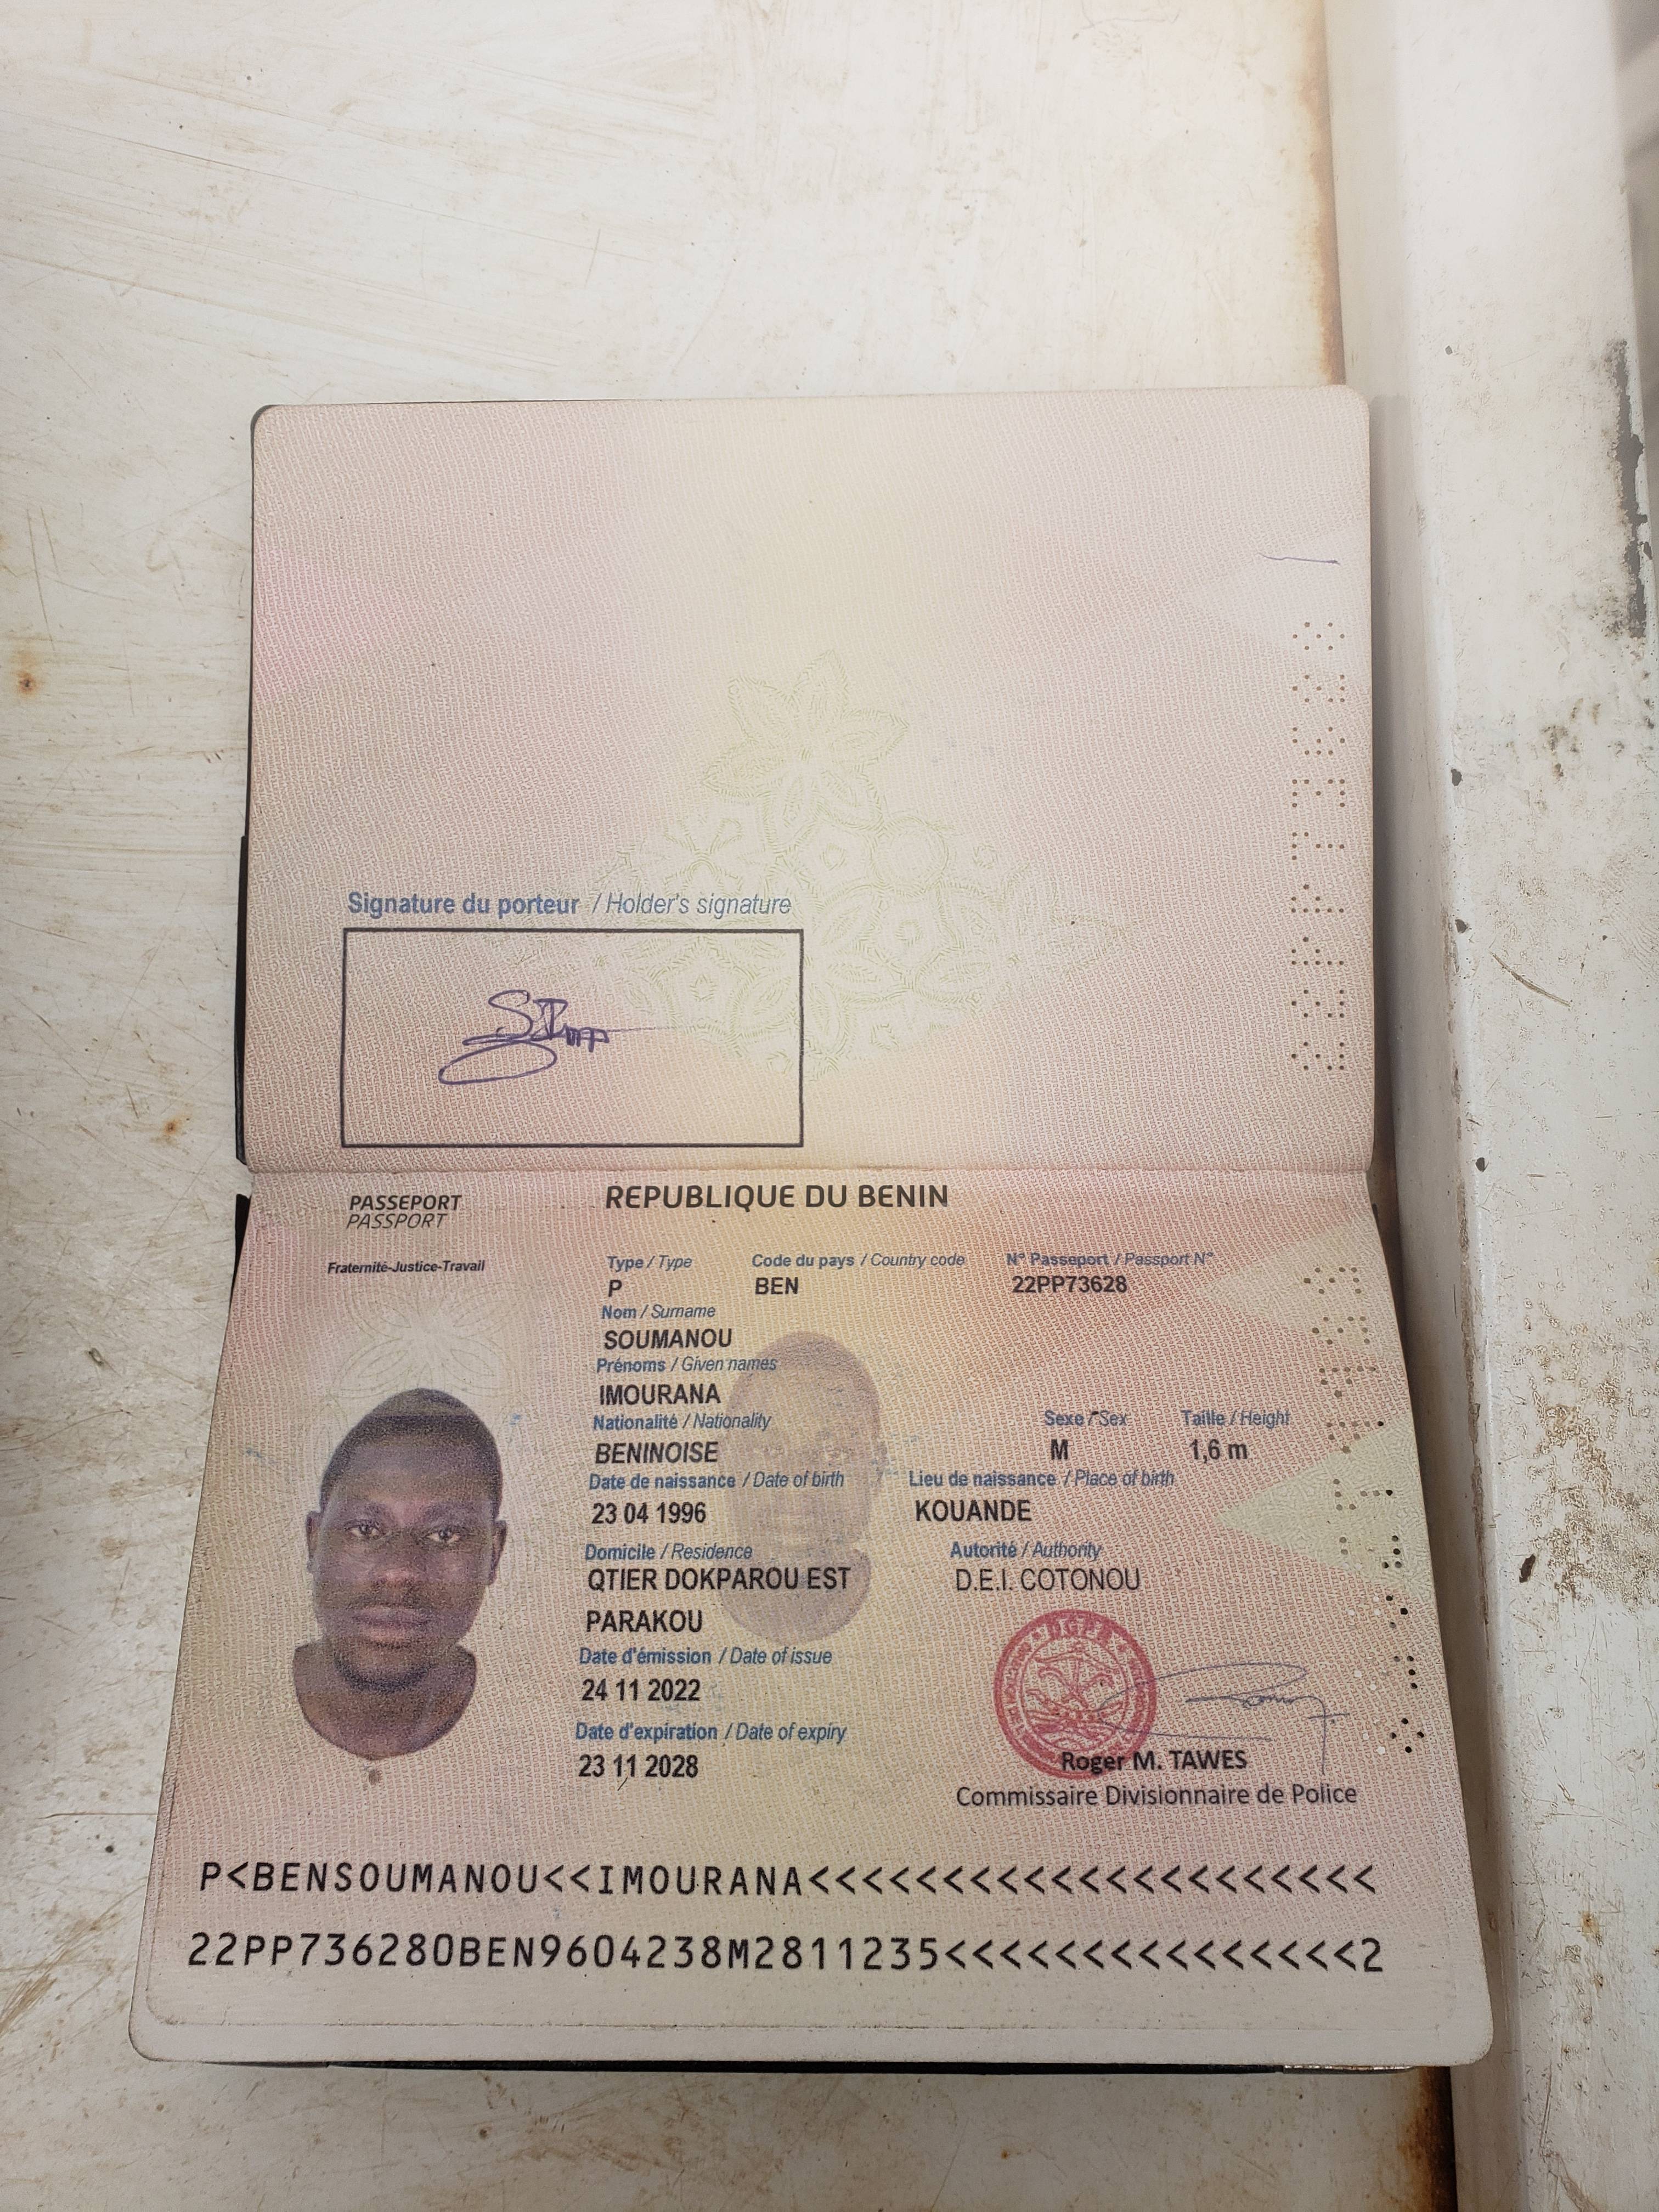 Signature du porteur / Holder's signature
PASSEPORT
PASSPORT
REPUBLIQUE DU BENIN
Fraternité-Justice-Travail
Type / Type Code du pays / Country code N° Passeport / Passport N°
P BEN 22PP73628
Nom / Surname
SOUMANOU
Prénoms / Given names
IMOURANA
Nationalité / Nationality Sexe / Sex Taille / Height
BENINOISE M 1,6 m
Date de naissance / Date of birth Lieu de naissance / Place of birth
23 04 1996 KOUANDE
Domicile / Residence Autorité / Authority
QTIER DOKPAROU EST D.E.I. COTONOU
PARAKOU
Date d'émission / Date of issue
24 11 2022
Date d'expiration / Date of expiry
23 11 2028
Roger M. TAWES
Commissaire Divisionnaire de Police
P<BENSOUMANOU<<IMOURANA<<<<<<<<<<<<<<<<<<<<<
22PP736280BEN9604238M2811235<<<<<<<<<<<<<<<2